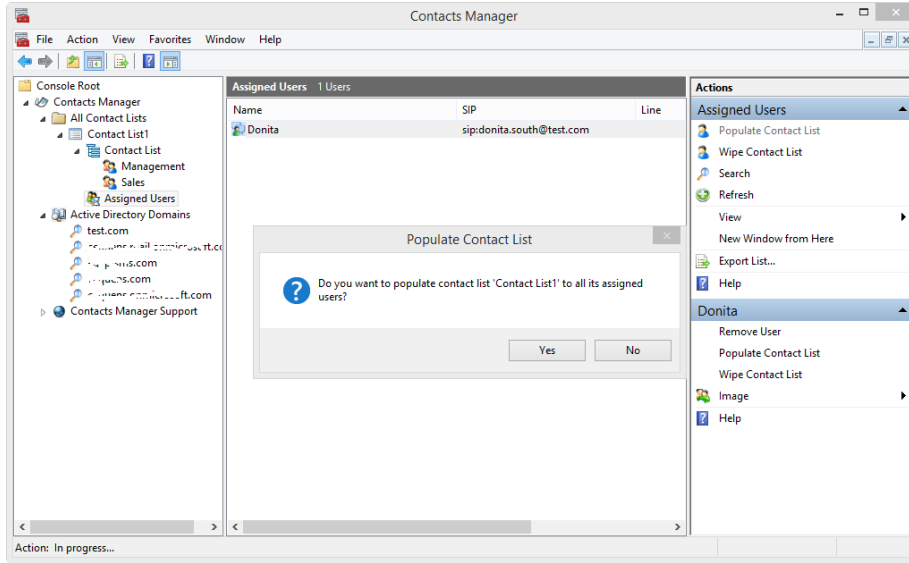 Contacts Manager
File Action View Favorites Window Help
Console Root
Contacts Manager
All Contact Lists
Contact List1
Contact List
Management
Sales
Assigned Users
Active Directory Domains
test.com
.com
.com
.com
Contacts Manager Support
Assigned Users 1 Users
Name SIP Line
Donita sip:donita.south@test.com
Populate Contact List
Do you want to populate contact list 'Contact List1' to all its assigned
users?
Yes No
Actions
Assigned Users
Populate Contact List
Wipe Contact List
Search
Refresh
View
New Window from Here
Export List...
Help
Donita
Remove User
Populate Contact List
Wipe Contact List
Image
Help
Action: In progress...